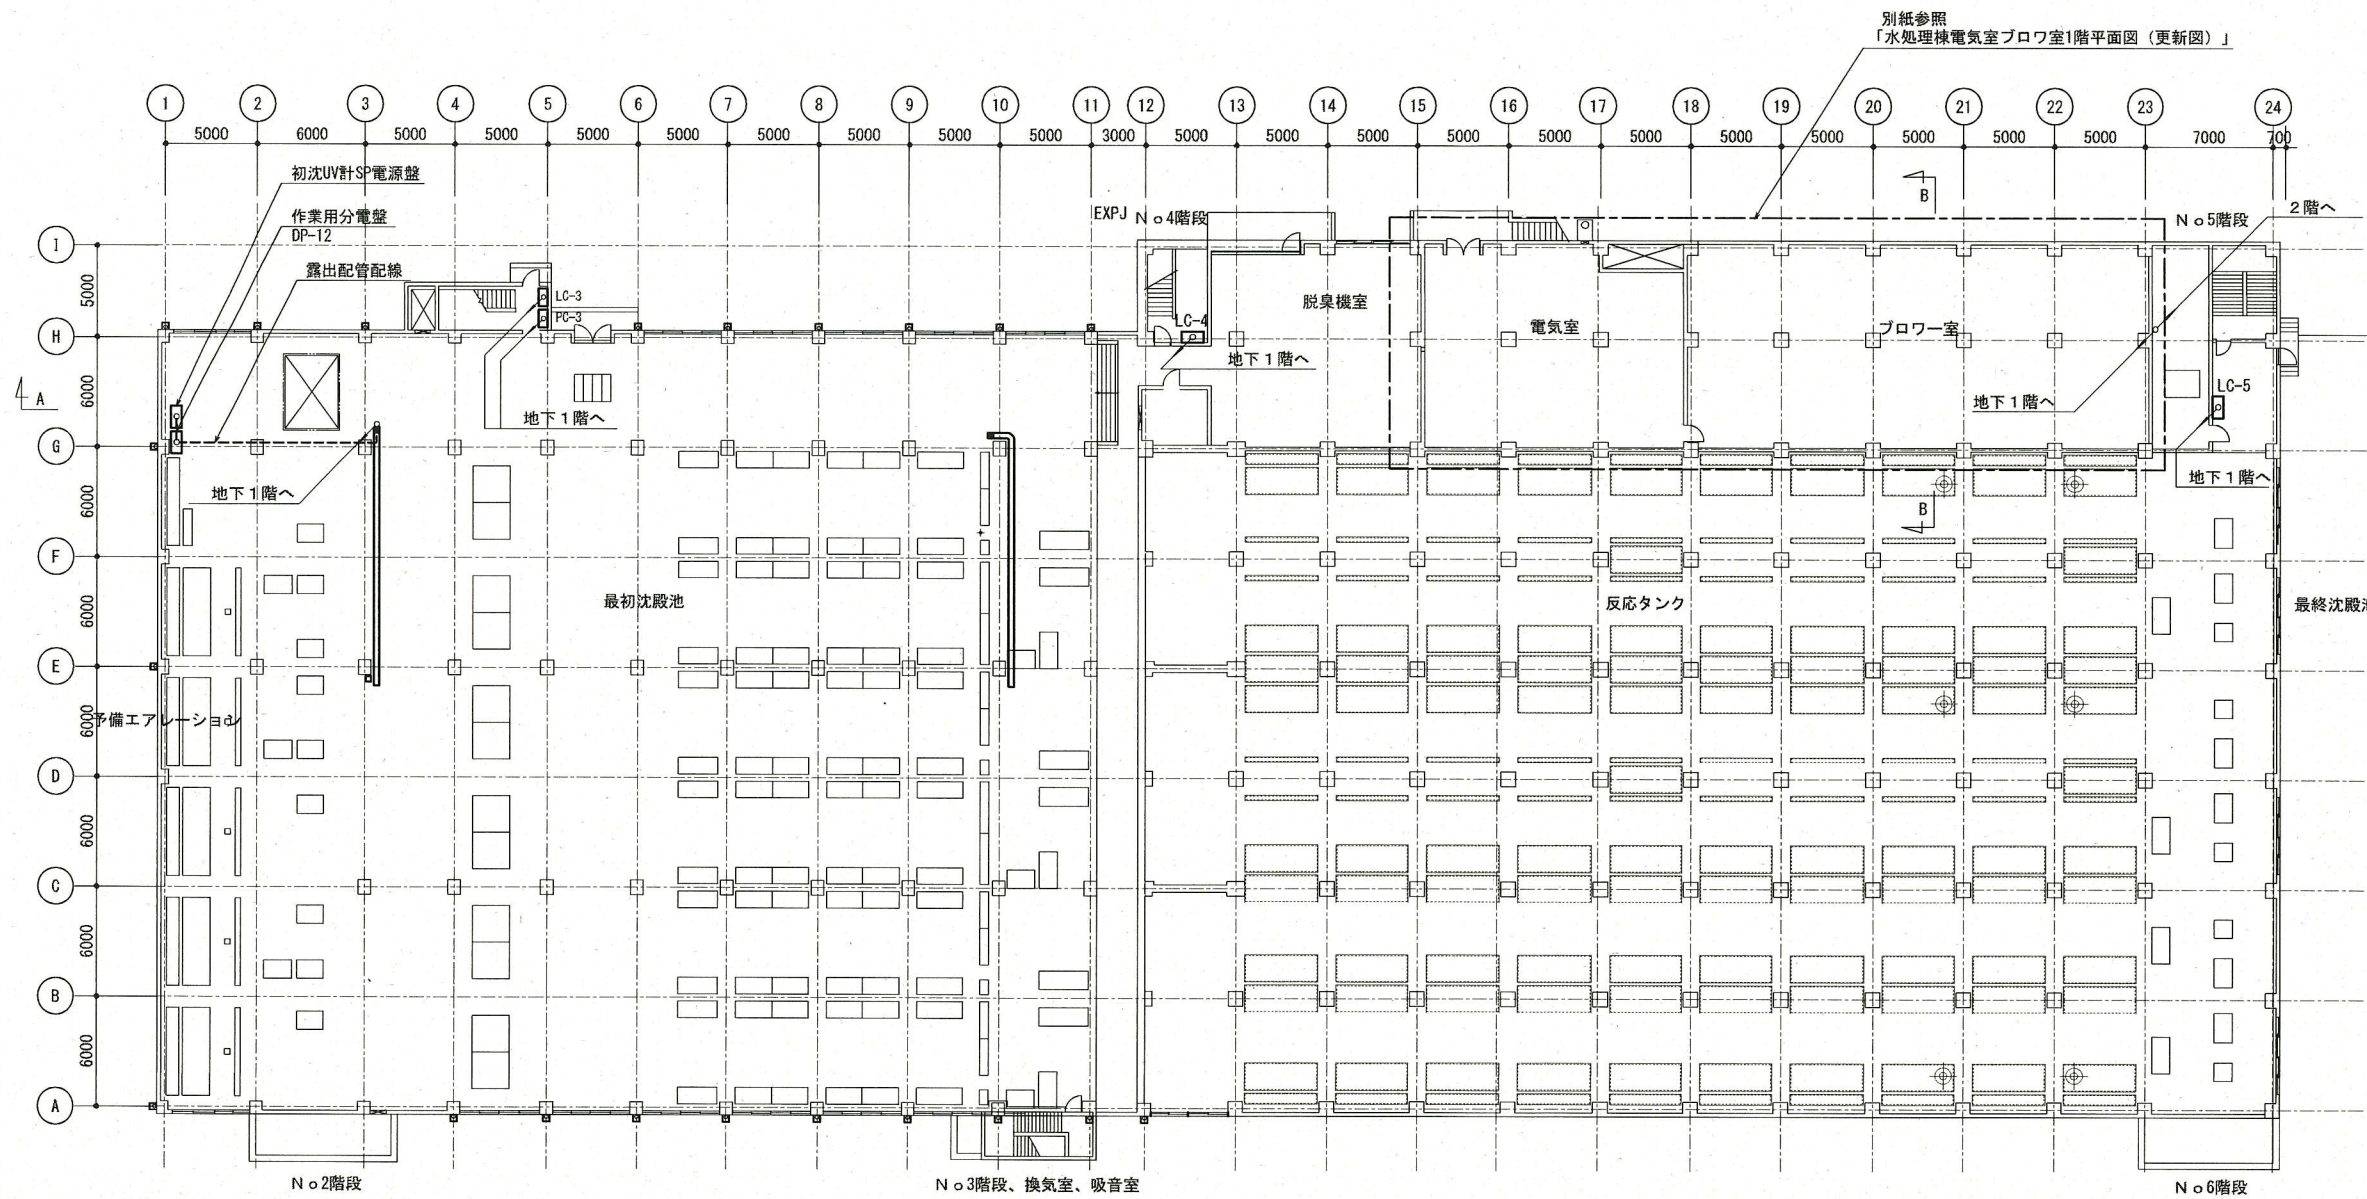 別紙参照
「水処理棟電気室ブロワ室1階平面図（更新図）」
1 2 3 4 5 6 7 8 9 10 11 12 13 14 15 16 17 18 19 20 21 22 23 24
5000 6000 5000 5000 5000 5000 5000 5000 5000 5000 3000 5000 5000 5000 5000 5000 5000 5000 5000 5000 5000 5000 7000 700
初沈UV計SP電源盤
作業用分電盤
DP-12
露出配管配線
EXPJ
No4階段
B
No5階段
2階へ
I
5000
LC-3
PC-3
LC-4
脱臭機室
電気室
ブロワー室
H
地下1階へ
A
6000
地下1階へ
地下1階へ
LC-5
G
地下1階へ
地下1階へ
6000
B
F
6000
最初沈殿池
反応タンク
最終沈殿
E
6000
予備エアレーション
D
6000
C
6000
B
6000
A
No2階段
No3階段、換気室、吸音室
No6階段